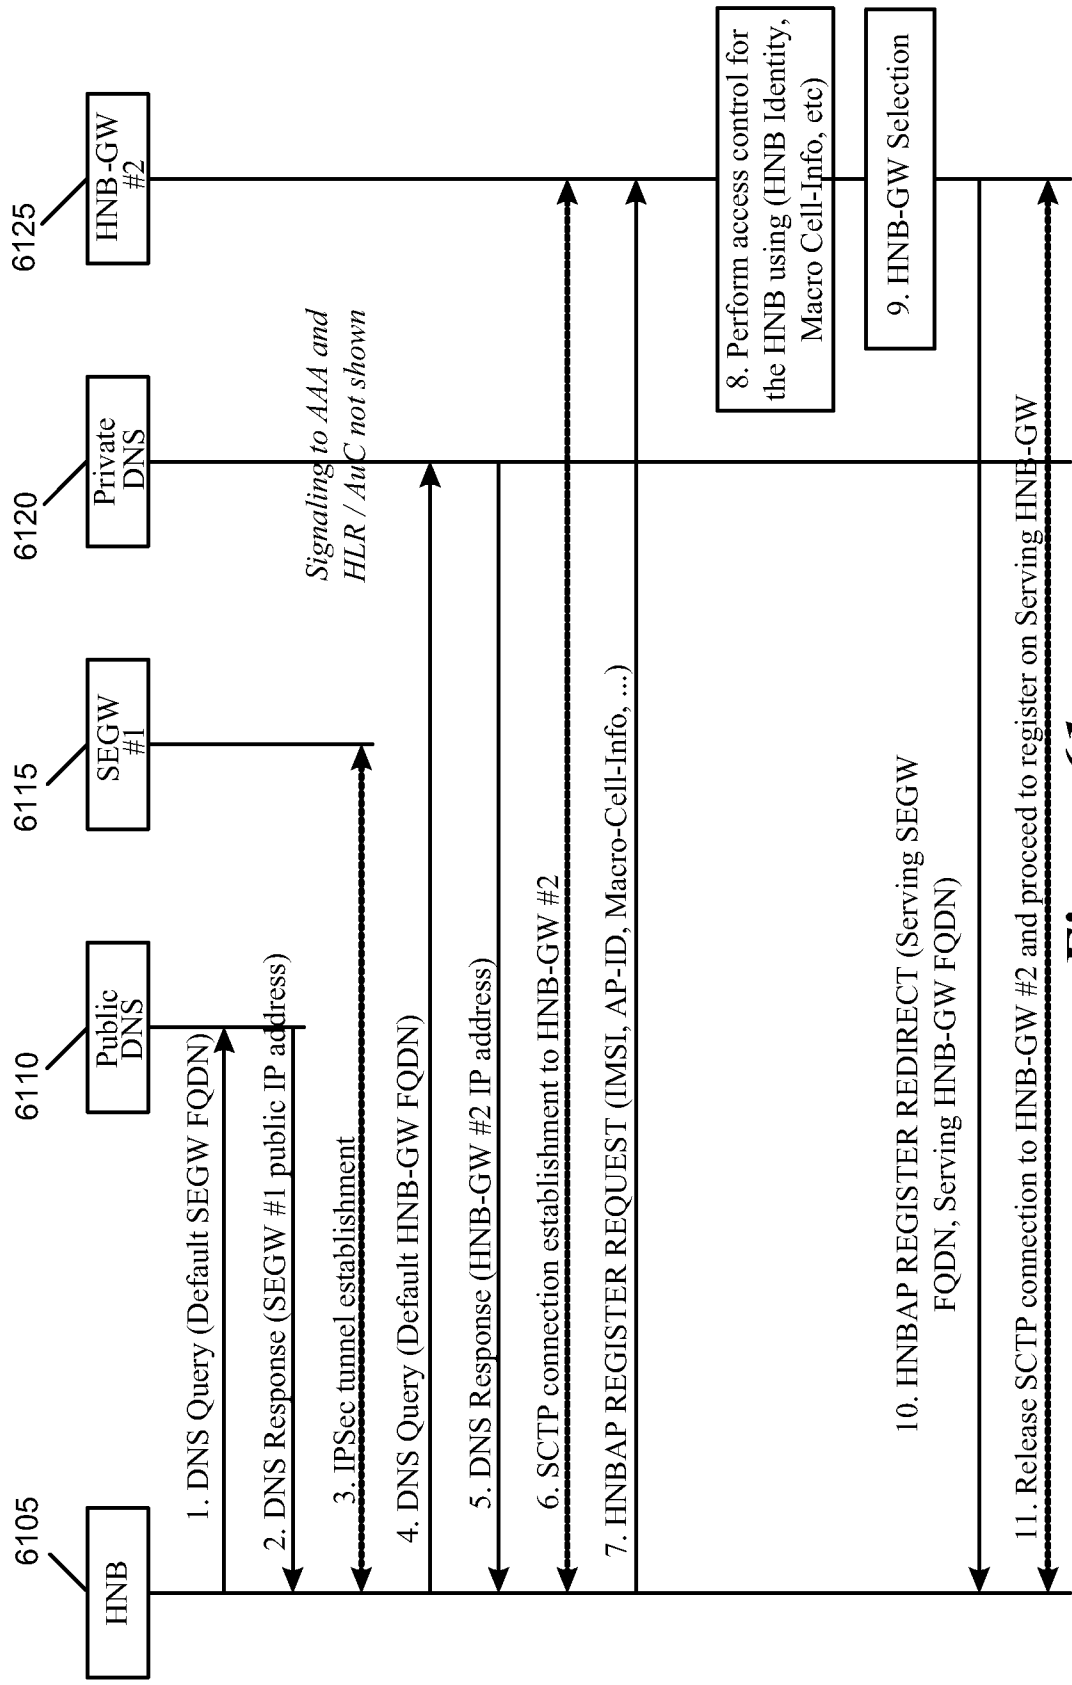 6105
6110
6115
6120
6125
HNB
Public
DNS
SEGW
#1
Private
DNS
HNB-GW
#2
1. DNS Query (Default SEGW FQDN)
2. DNS Response (SEGW #1 public IP address)
3. IPSec tunnel establishment
Signaling to AAA and
HLR / AuC not shown
4. DNS Query (Default HNB-GW FQDN)
5. DNS Response (HNB-GW #2 IP address)
6. SCTP connection establishment to HNB-GW #2
7. HNBAP REGISTER REQUEST (IMSI, AP-ID, Macro-Cell-Info, ...)
8. Perform access control for
the HNB using (HNB Identity,
Macro Cell-Info, etc)
9. HNB-GW Selection
10. HNBAP REGISTER REDIRECT (Serving SEGW
FQDN, Serving HNB-GW FQDN)
11. Release SCTP connection to HNB-GW #2 and proceed to register on Serving HNB-GW